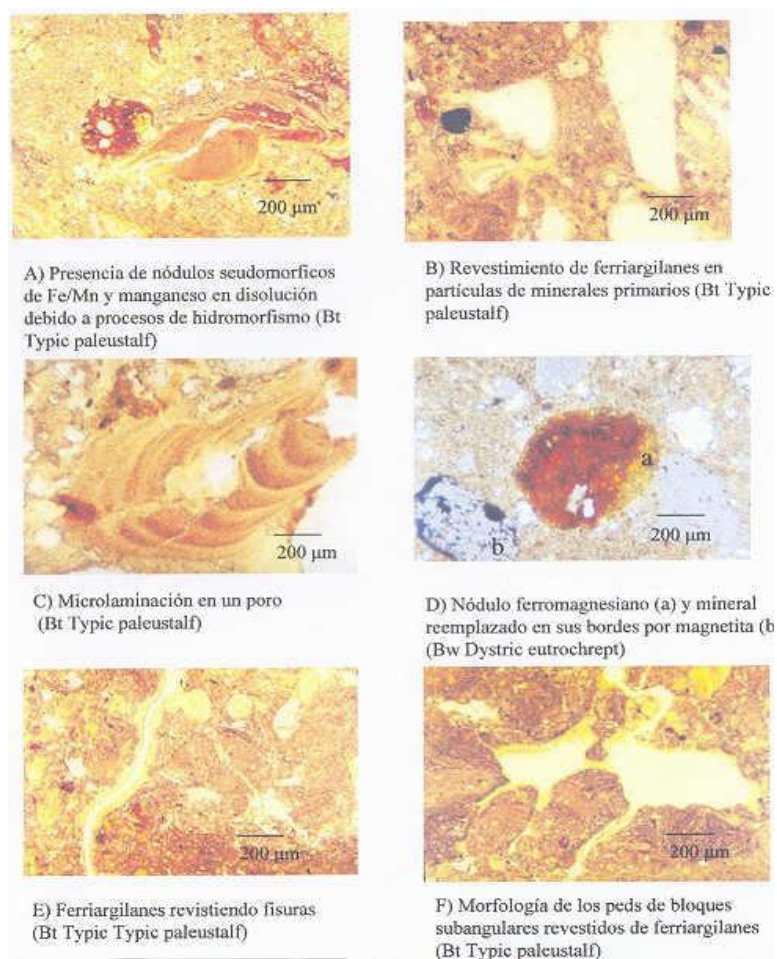 200 µm
200 µm
A) Presencia de nódulos seudomorficos
de Fe/Mn y manganeso en disolución
debido a procesos de hidromorfismo (Bt
Typic paleustalf)
B) Revestimiento de ferriargilanes en
partículas de minerales primarios (Bt Typic
paleustalf)
200 µm
a
b
200 µm
C) Microlaminación en un poro
(Bt Typic paleustalf)
D) Nódulo ferromagnesiano (a) y mineral
reemplazado en sus bordes por magnetita (b
(Bw Dystric eutrochrept)
200 µm
200 µm
E) Ferriargilanes revistiendo fisuras
(Bt Typic Typic paleustalf)
F) Morfología de los peds de bloques
subangulares revestidos de ferriargilanes
(Bt Typic paleustalf)